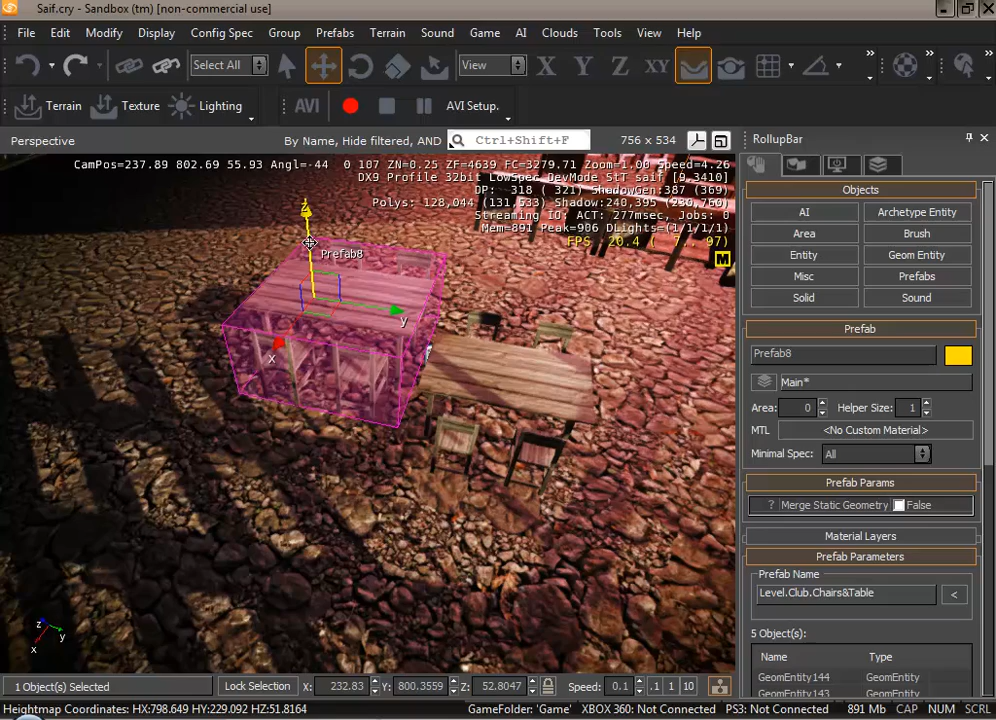 Saif.cry - Sandbox (tm) [non-commercial use]
File Edit Modify Display Config Spec Group Prefabs Terrain Sound Game AI Clouds Tools View Help
Select All View X Y Z XY
Terrain Texture Lighting AVI AVI Setup.
Perspective By Name, Hide filtered, AND Ctrl+Shift+F 756 x 534 RollupBar
CamPos=237.89 802.69 55.93 Angl=-44 0 107 ZN=0.25 ZF=4639 FC=3279.71 Zoom=1.00 Speed=4.26
DX9 Profile 32bit LowSpec DevMode StT saif [9,3410]
DP: 318 ( 321) ShadowGen:387 (369)
Polys: 128,044 (131,533) Shadow:240,395 (230,760)
Streaming IO: ACT: 277msec, Jobs: 0
Mem=891 Peak=906 DLights=(1/1/1/1)
FPS 20.4 ( 7.. 97)
M
z
Prefab8
y
x
z
y
x
Objects
AI Archetype Entity
Area Brush
Entity Geom Entity
Misc Prefabs
Solid Sound
Prefab
Prefab8
Main*
Area: 0 Helper Size: 1
MTL <No Custom Material>
Minimal Spec: All
Prefab Params
? Merge Static Geometry False
Material Layers
Prefab Parameters
Prefab Name
Level.Club.Chairs&Table <
5 Object(s):
Name Type
GeomEntity144 GeomEntity
GeomEntity143 GeomEntity
1 Object(s) Selected Lock Selection X: 232.83 Y: 800.3559 Z: 52.8047 Speed: 0.1 .1 1 10
Heightmap Coordinates: HX:798.649 HY:229.092 HZ:51.8164 GameFolder: 'Game' XBOX 360: Not Connected PS3: Not Connected 891 Mb CAP NUM SCRL